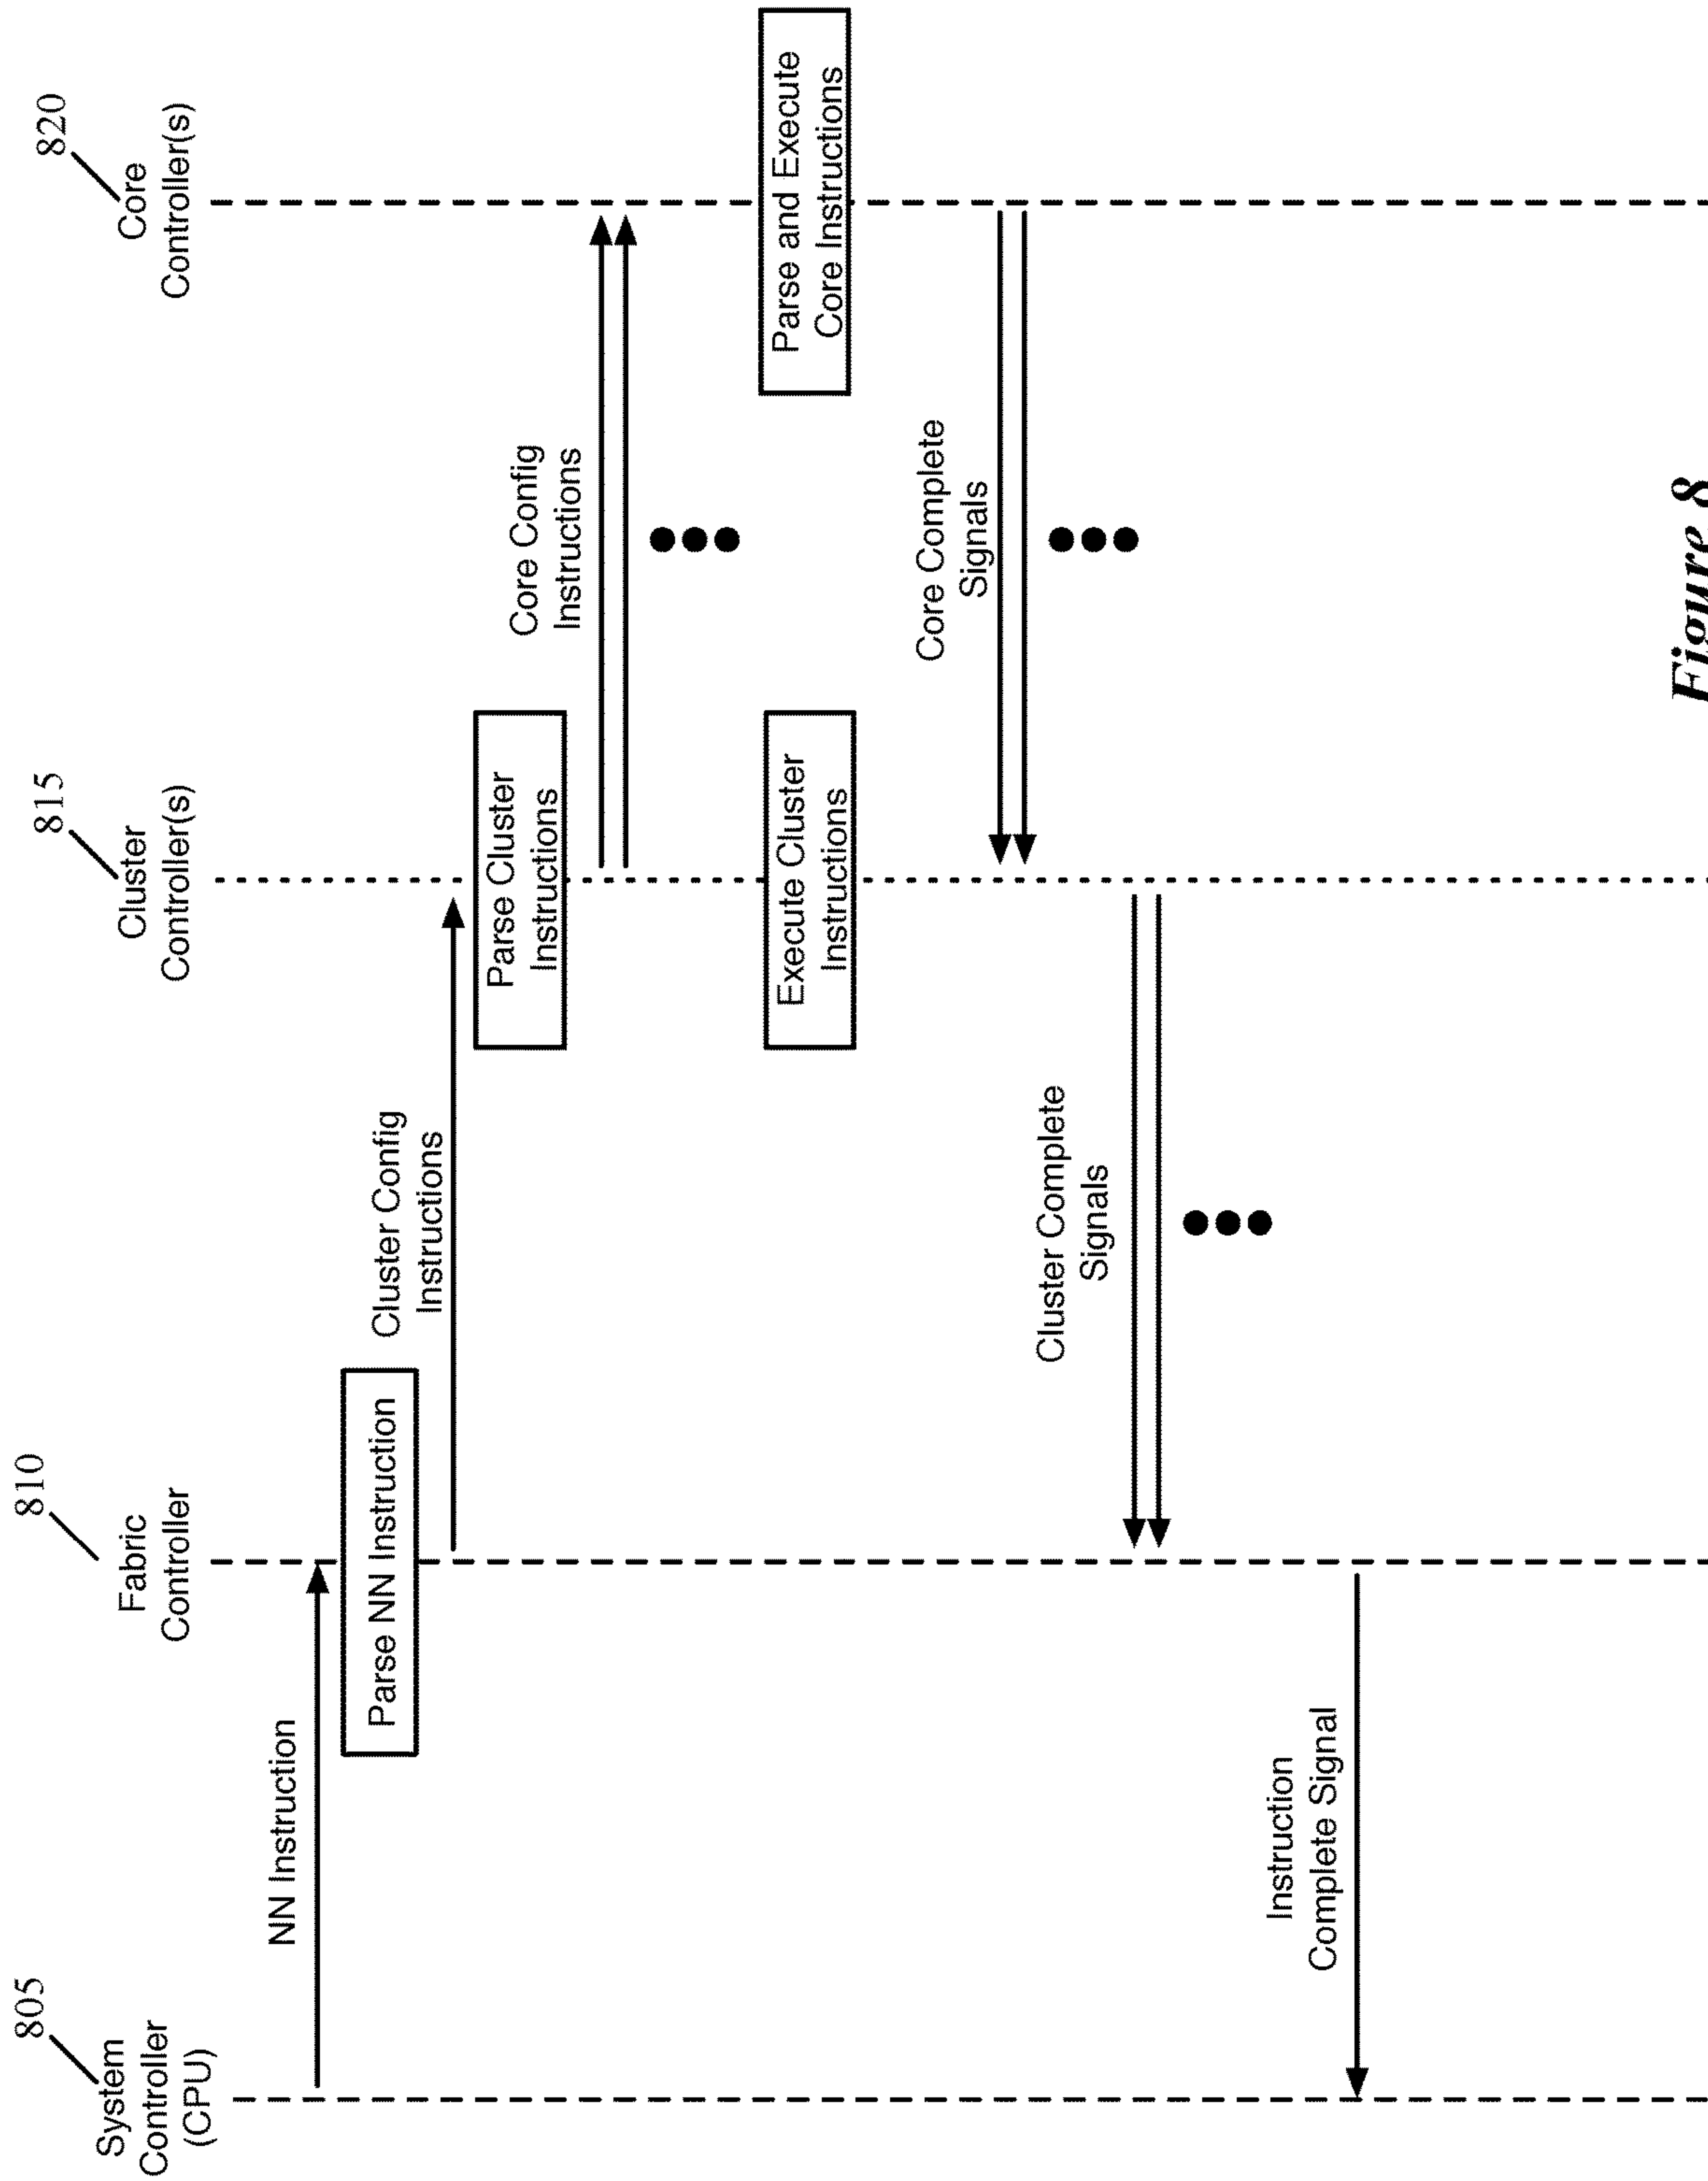 805
System
Controller
(CPU)
810
Fabric
Controller
815
Cluster
Controller(s)
820
Core
Controller(s)
NN Instruction
Parse NN Instruction
Cluster Config
Instructions
Parse Cluster
Instructions
Core Config
Instructions
Execute Cluster
Instructions
Parse and Execute
Core Instructions
Core Complete
Signals
Cluster Complete
Signals
Instruction
Complete Signal
Figure 8